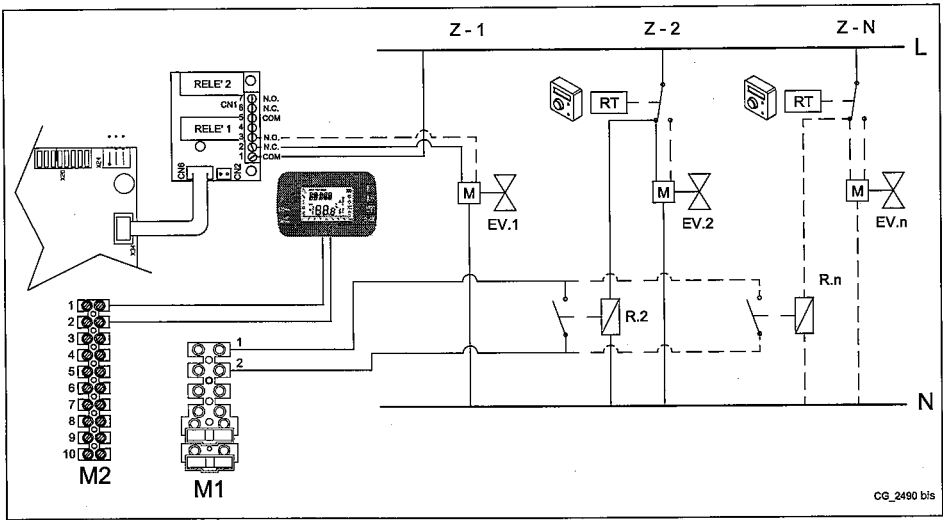 Z - 1
Z - 2
Z - N
L
RELE' 2
CN1
7 N.O.
6 N.C.
5 COM
4
RELE' 1
3 N.O.
2 N.C.
1 COM
CN6
CN2
RT
RT
...
X24
M
EV.1
M
EV.2
M
EV.n
R.2
R.n
1
2
3
4
5
6
7
8
9
10
M2
1
2
M1
N
CG_2490 bis